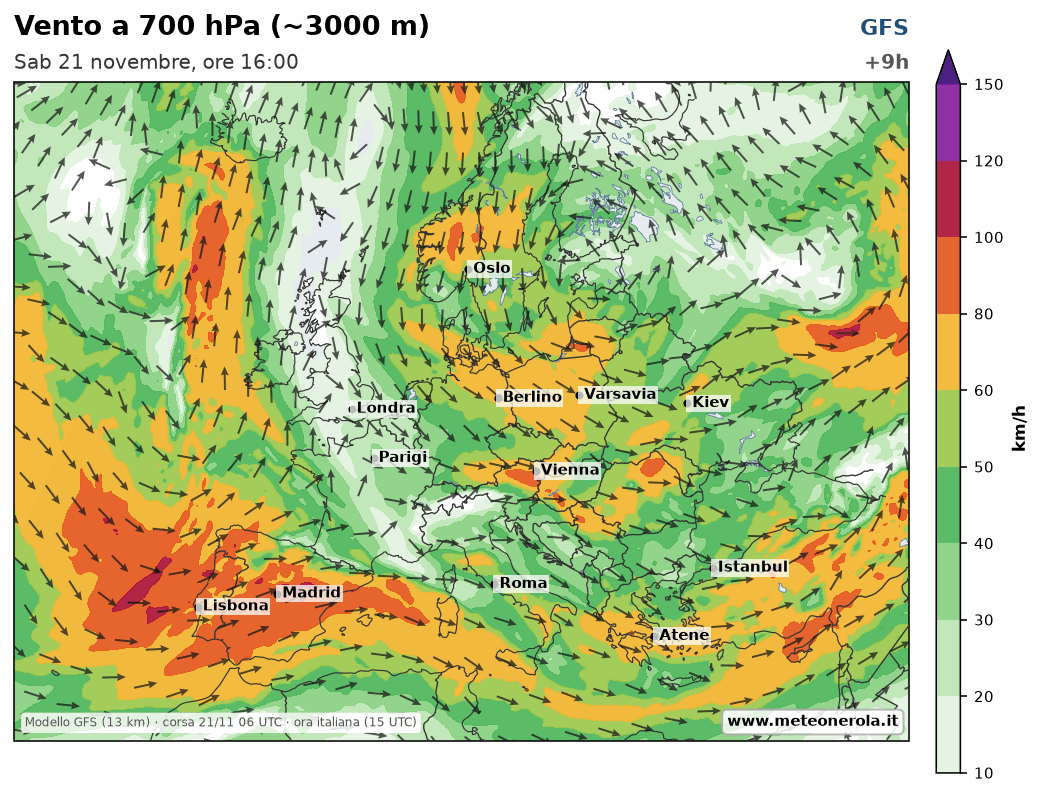 Vento a 700 hPa (~3000 m)
GFS
Sab 21 novembre, ore 16:00
+9h
150
120
100
80
60
50
40
30
20
10
km/h
Oslo
Berlino
Varsavia
Kiev
Londra
Parigi
Vienna
Istanbul
Roma
Madrid
Lisbona
Atene
Modello GFS (13 km) · corsa 21/11 06 UTC · ora italiana (15 UTC)
www.meteonerola.it